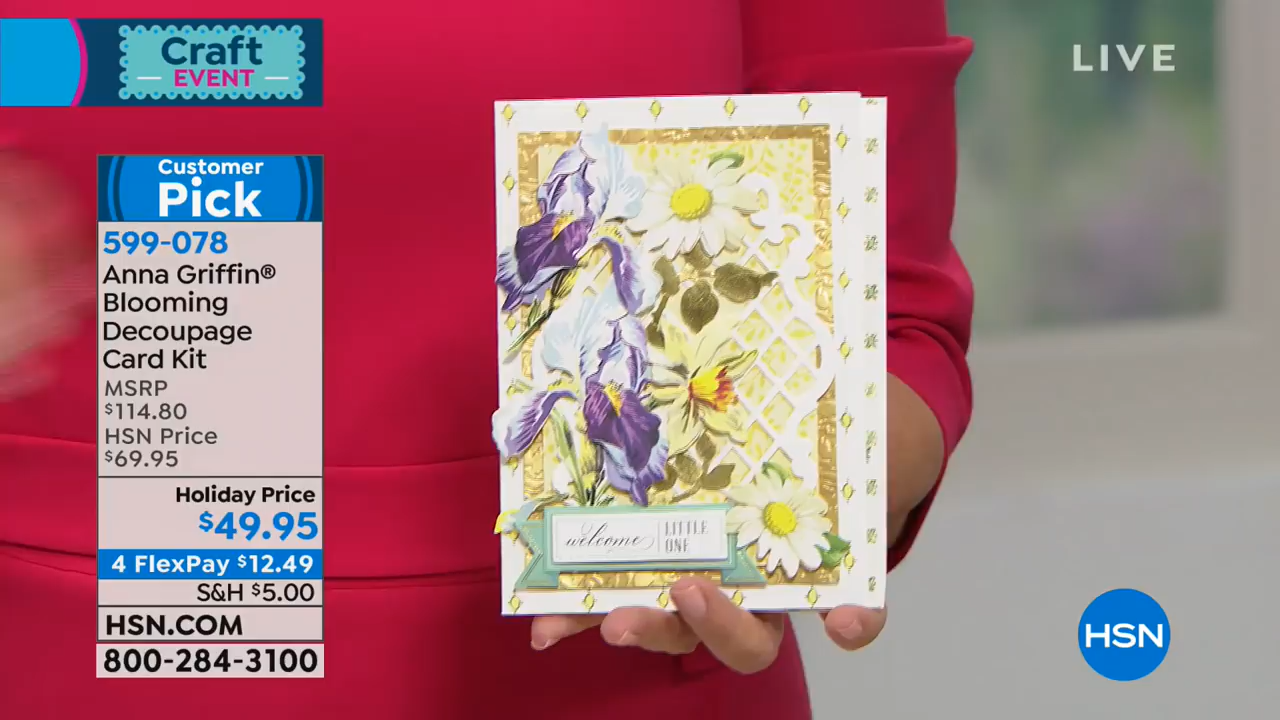 Craft
EVENT
LIVE
Customer
Pick
599-078
Anna Griffin®
Blooming
Decoupage
Card Kit
MSRP
$114.80
HSN Price
$69.95
Holiday Price
$49.95
4 FlexPay $12.49
S&H $5.00
HSN.COM
800-284-3100
welcome
LITTLE
ONE
HSN